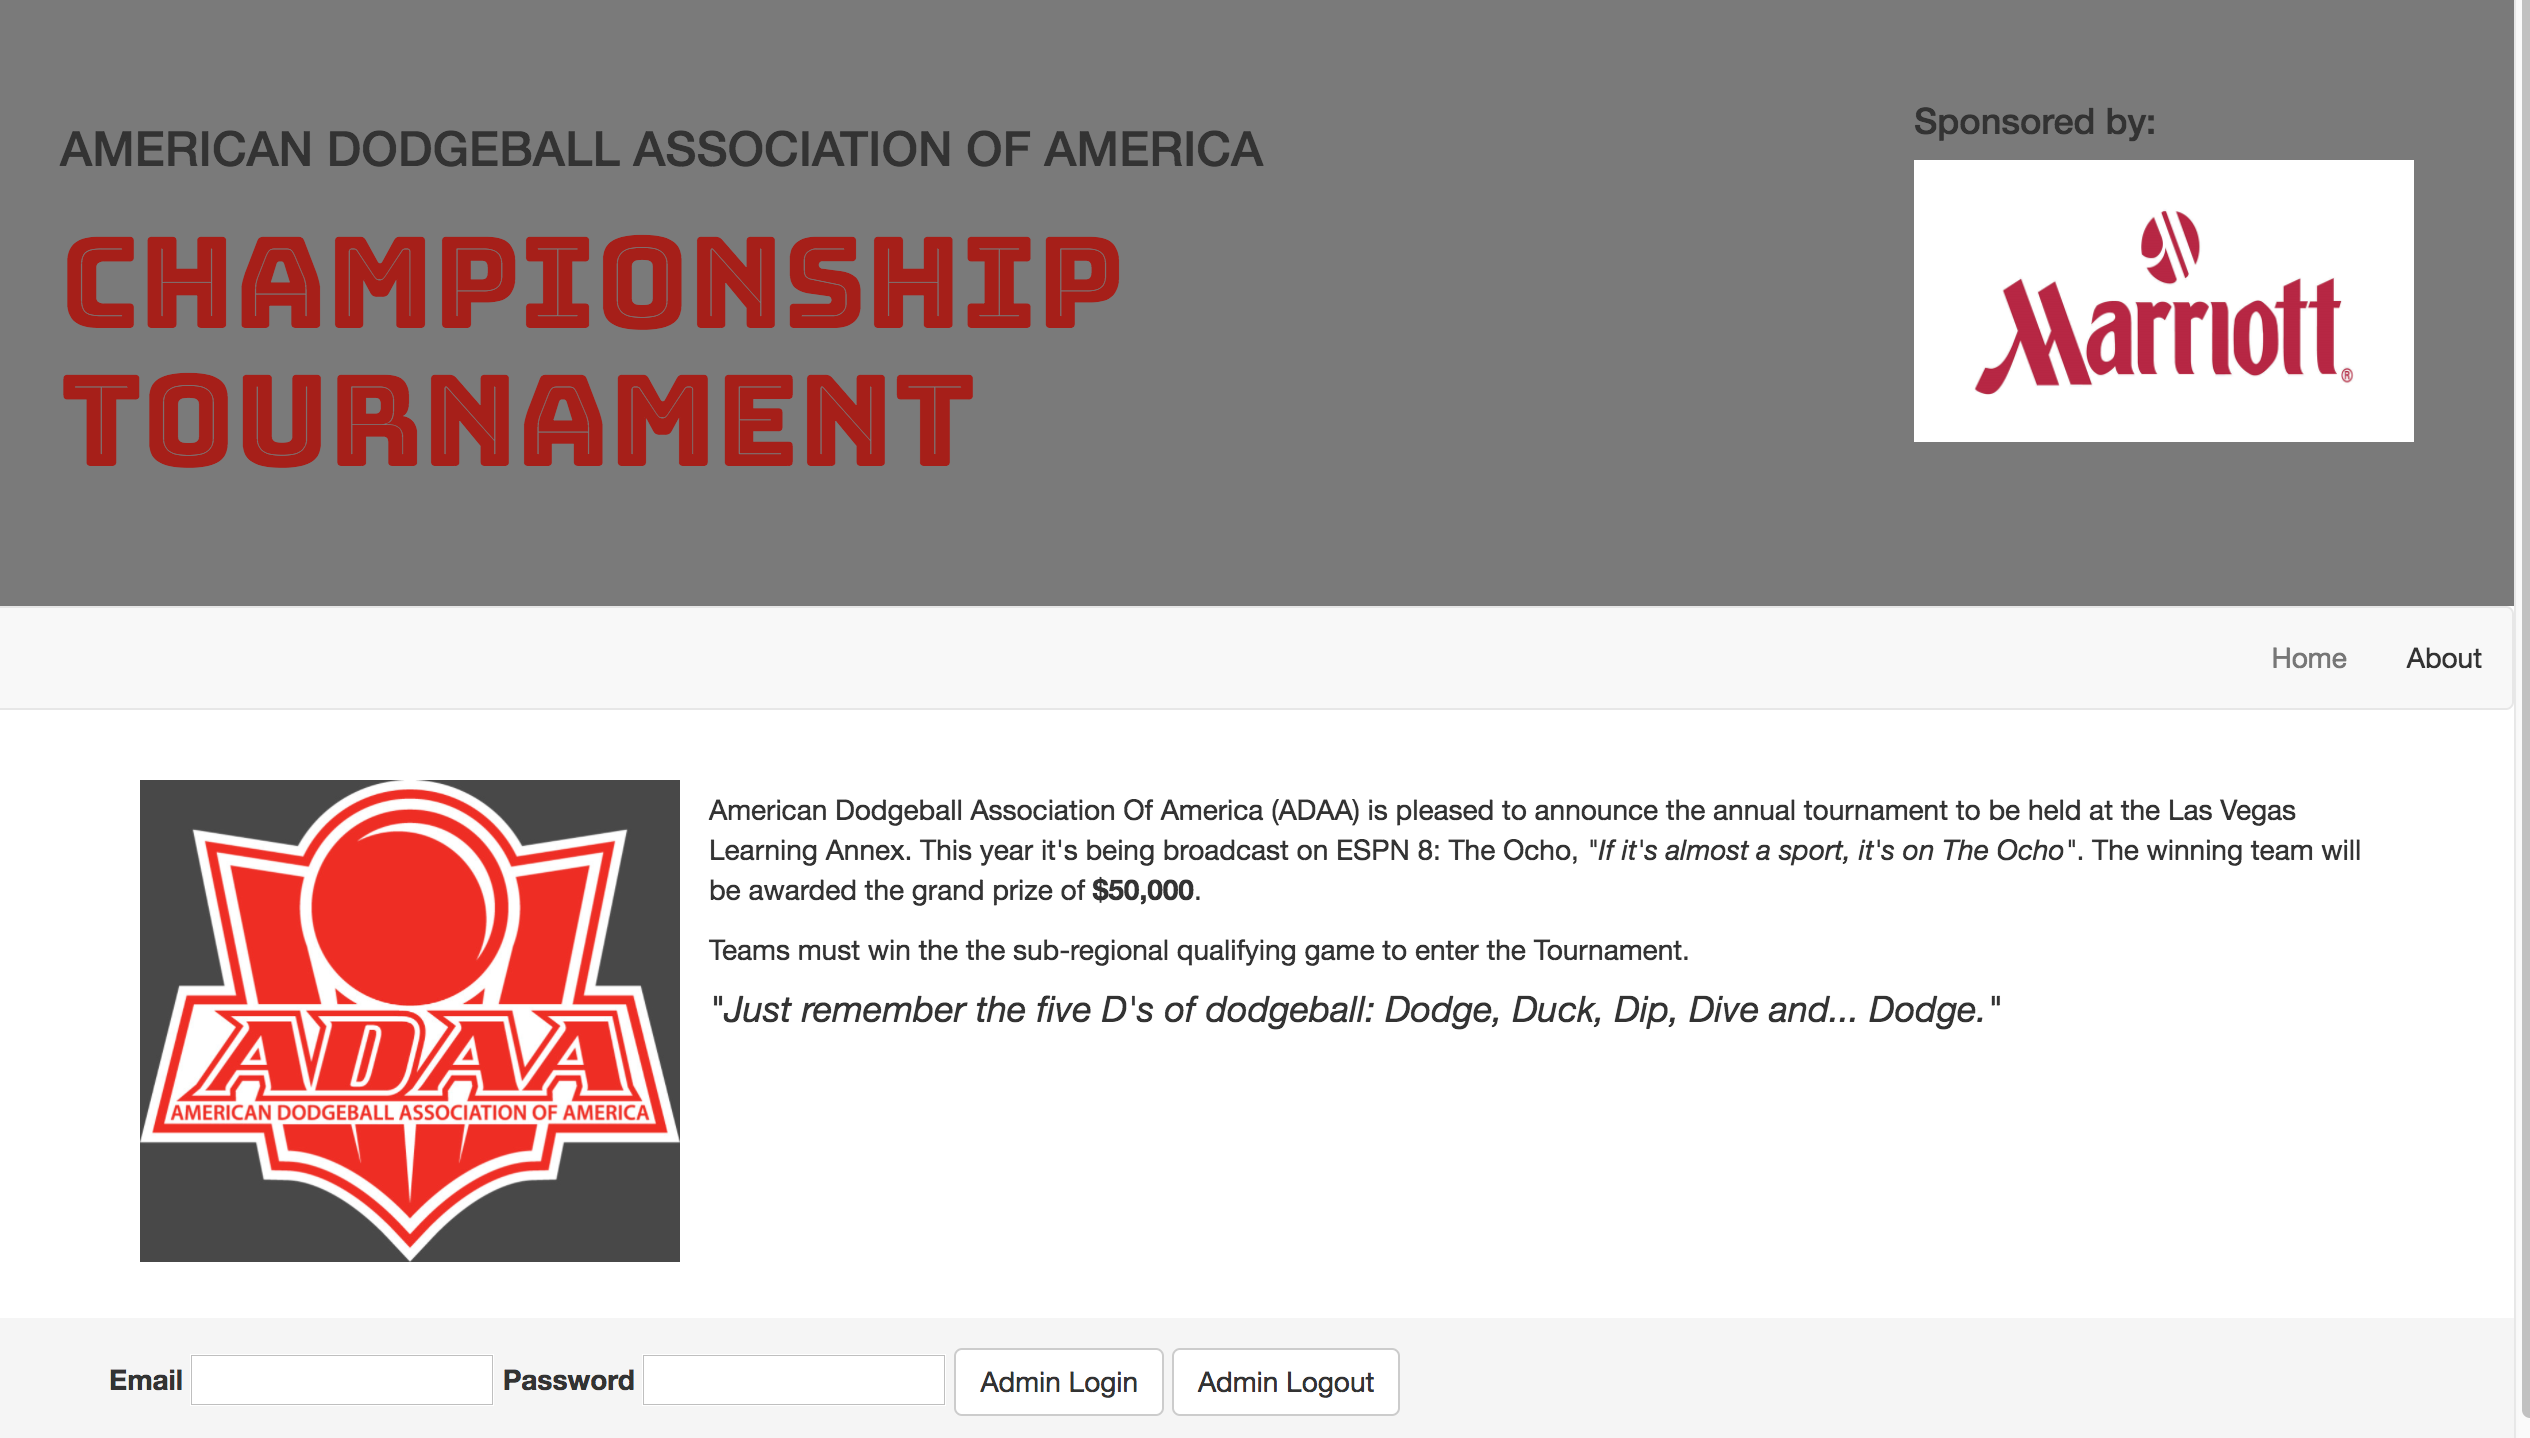 AMERICAN DODGEBALL ASSOCIATION OF AMERICA
CHAMPIONSHIP
TOURNAMENT
Sponsored by:
Marriott®
Home
About
ADAA
AMERICAN DODGEBALL ASSOCIATION OF AMERICA
American Dodgeball Association Of America (ADAA) is pleased to announce the annual tournament to be held at the Las Vegas
Learning Annex. This year it's being broadcast on ESPN 8: The Ocho, "If it's almost a sport, it's on The Ocho". The winning team will
be awarded the grand prize of $50,000.
Teams must win the the sub-regional qualifying game to enter the Tournament.
"Just remember the five D's of dodgeball: Dodge, Duck, Dip, Dive and... Dodge."
Email
Password
Admin Login
Admin Logout